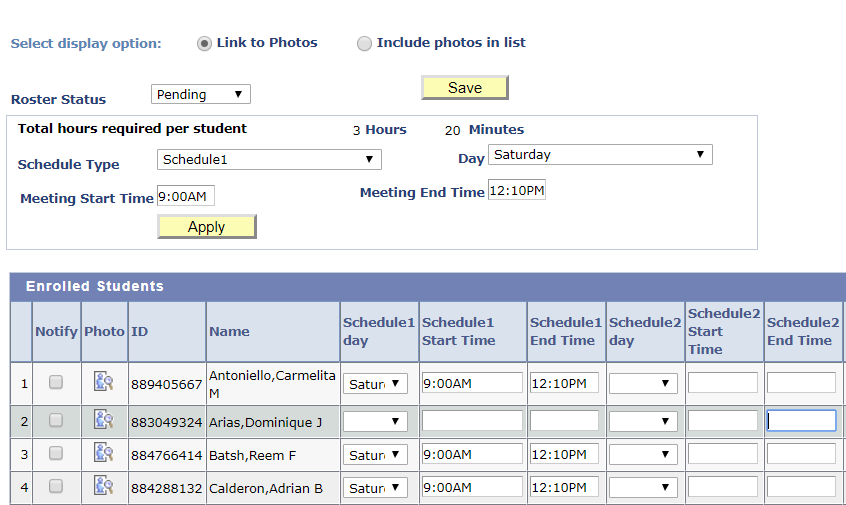 Select display option: Link to Photos Include photos in list
Roster Status Pending Save
Total hours required per student 3 Hours 20 Minutes
Schedule Type Schedule1 Day Saturday
Meeting Start Time 9:00AM Meeting End Time 12:10PM
Apply
Enrolled Students
Notify Photo ID Name Schedule1 day Schedule1 Start Time Schedule1 End Time Schedule2 day Schedule2 Start Time Schedule2 End Time
1 889405667 Antoniello,Carmelita M Satur 9:00AM 12:10PM
2 883049324 Arias,Dominique J
3 884766414 Batsh,Reem F Satur 9:00AM 12:10PM
4 884288132 Calderon,Adrian B Satur 9:00AM 12:10PM